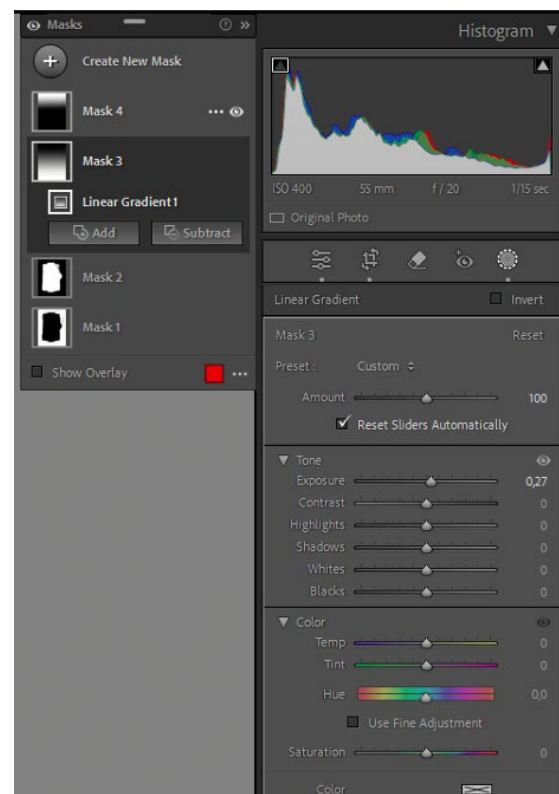 Masks
Create New Mask
Mask 4
Mask 3
Linear Gradient 1
Add Subtract
Mask 2
Mask 1
Show Overlay
Histogram
ISO 400 55 mm f / 20 1/15 sec
Original Photo
Linear Gradient Invert
Mask 3 Reset
Preset : Custom
Amount 100
Reset Sliders Automatically
Tone
Exposure 0,27
Contrast 0
Highlights 0
Shadows 0
Whites 0
Blacks 0
Color
Temp 0
Tint 0
Hue 0,0
Use Fine Adjustment
Saturation 0
Color